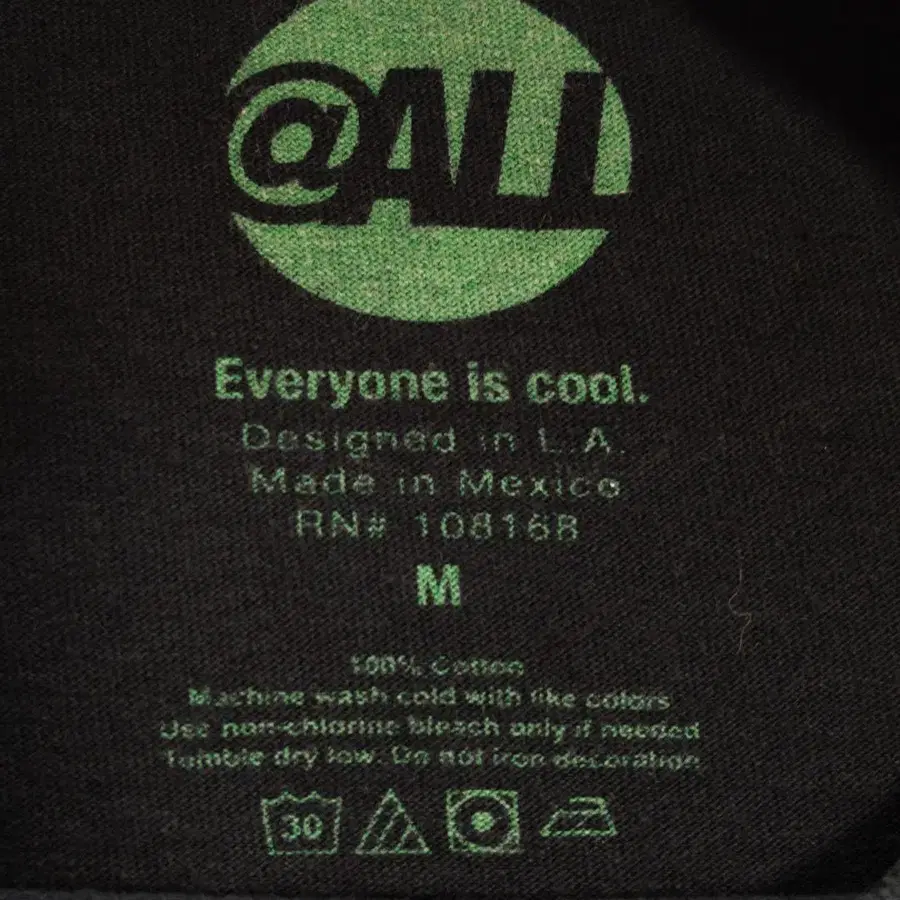 @ALL
Everyone is cool.
Designed in L.A.
Made in Mexico
RN# 108168
M
100% Cotton
Machine wash cold with like colors
Use non-chlorine bleach only if needed
Tumble dry low. Do not iron decoration
30